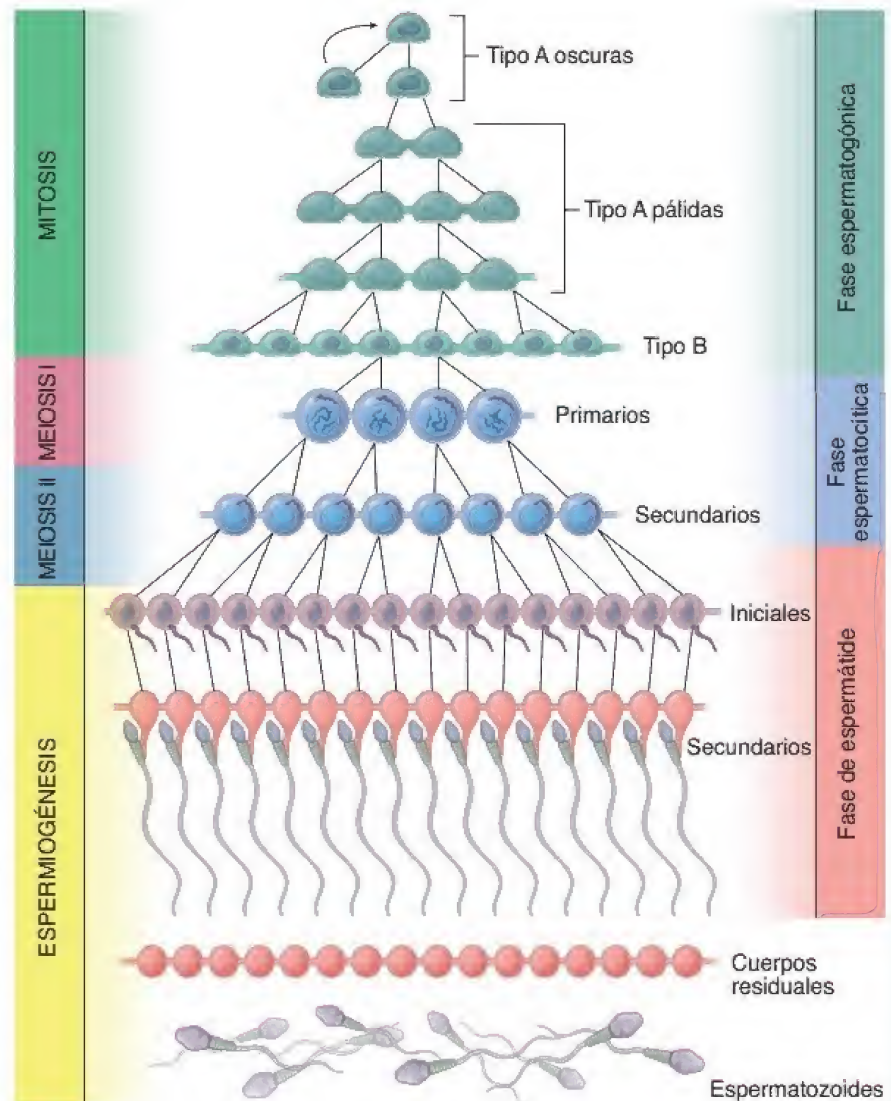 MITOSIS
MEIOSIS I
MEIOSIS II
ESPERMIOGÉNESIS
Tipo A oscuras
Tipo A pálidas
Tipo B
Primarios
Secundarios
Iniciales
Secundarios
Cuerpos
residuales
Espermatozoides
Fase espermatogónica
Fase
espermatocítica
Fase de espermátide